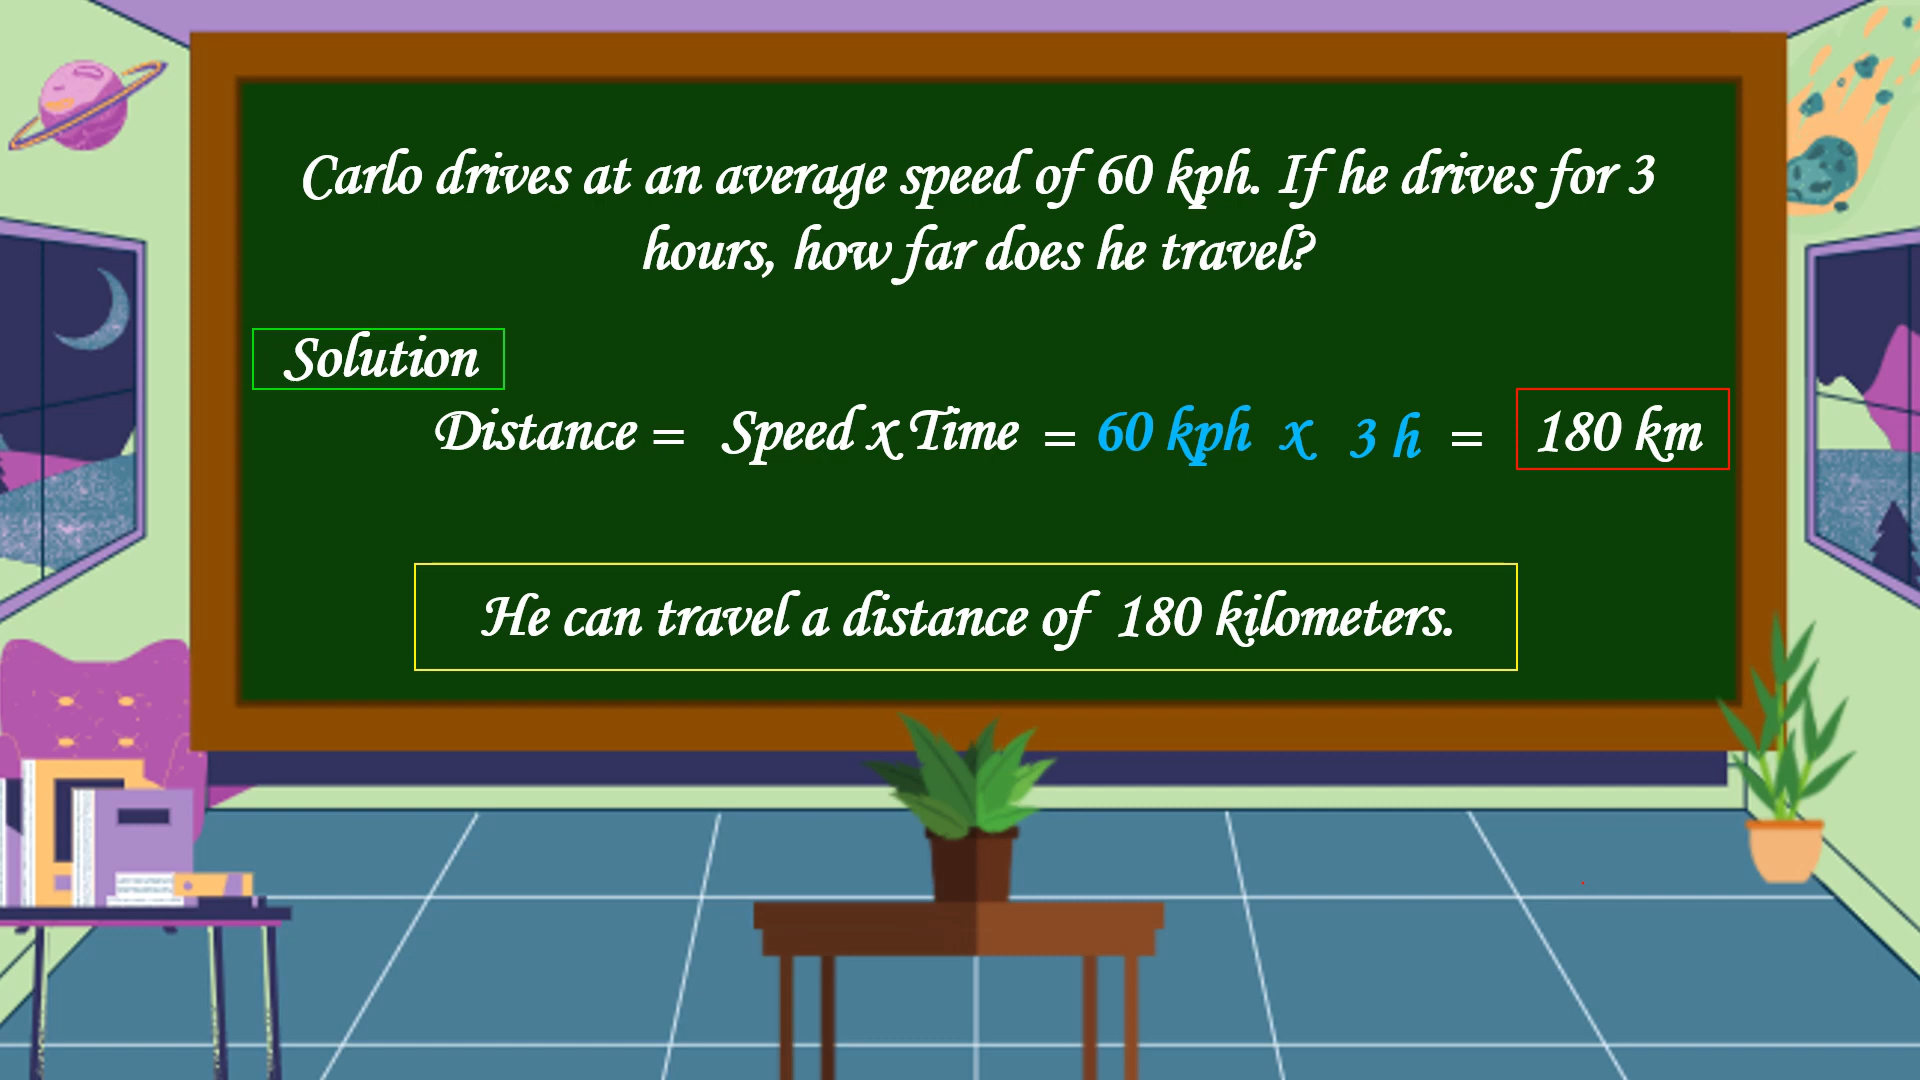 Carlo drives at an average speed of 60 kph. If he drives for 3
hours, how far does he travel?
Solution
Distance = Speed x Time = 60 kph x 3 h = 180 km
He can travel a distance of 180 kilometers.